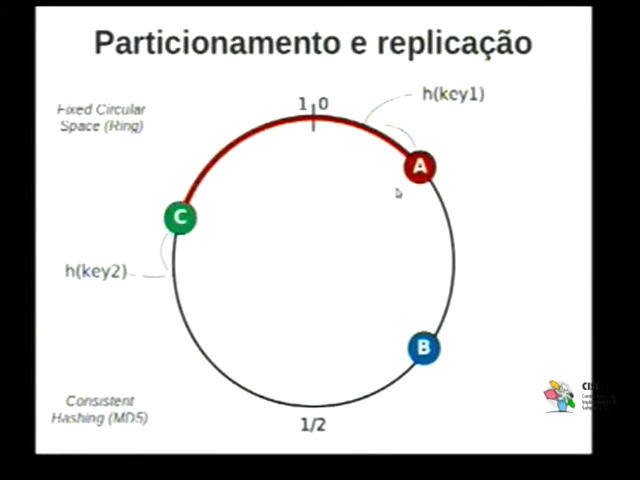 Particionamento e replicação
Fixed Circular
Space (Ring)
1 0
h(key1)
A
C
h(key2)
B
Consistent
Hashing (MD5)
1/2